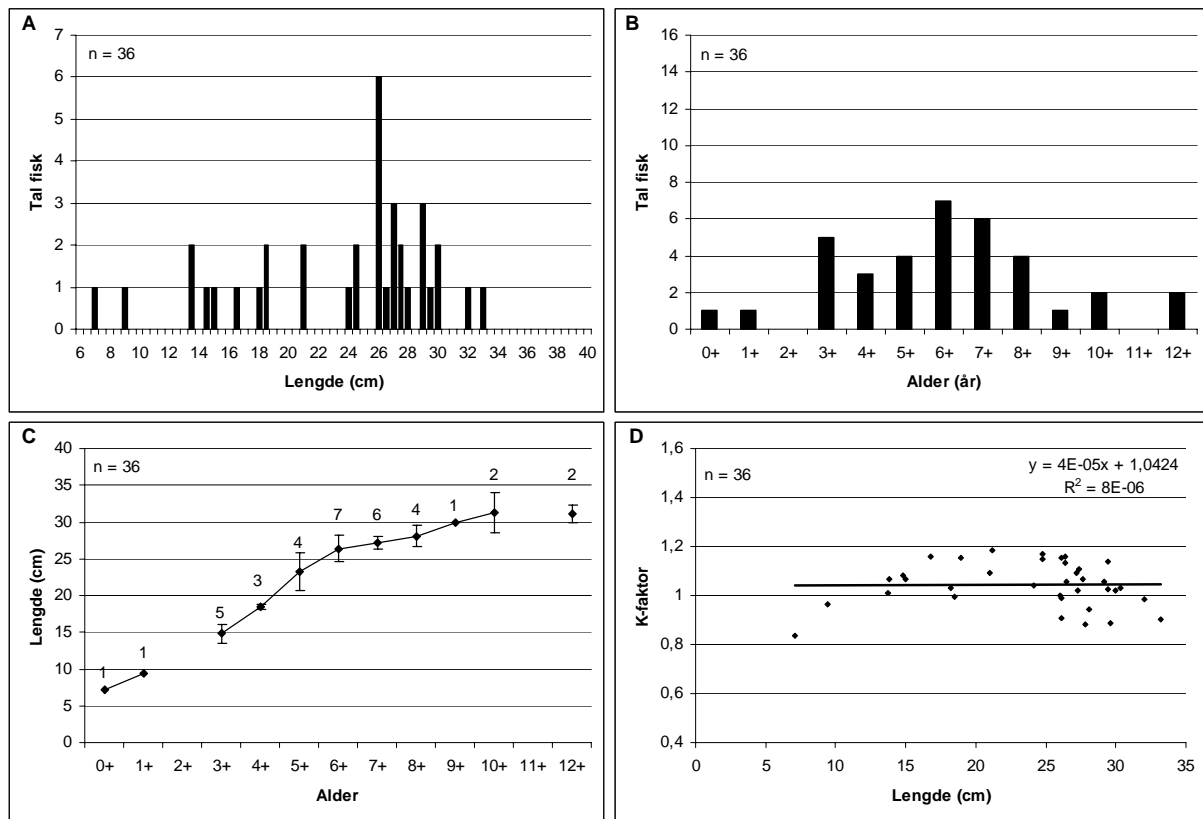 A
n = 36
Tal fisk
7
6
5
4
3
2
1
0
6 8 10 12 14 16 18 21 24 26 28 30 32 34 36 38 40
Lengde (cm)
B
n = 36
Tal fisk
16
14
12
10
8
6
4
2
0
0+ 1+ 2+ 3+ 4+ 5+ 6+ 7+ 8+ 9+ 10+ 11+ 12+
Alder (år)
C
n = 36
Lengde (cm)
40
35
30
25
20
15
10
5
0
1 1 5 3 4 7 6 4 1 2 2
0+ 1+ 2+ 3+ 4+ 5+ 6+ 7+ 8+ 9+ 10+ 11+ 12+
Alder
D
n = 36
y = 4E-05x + 1,0424
R² = 8E-06
K-faktor
1,6
1,4
1,2
1
0,8
0,6
0,4
0 5 10 15 20 25 30 35
Lengde (cm)